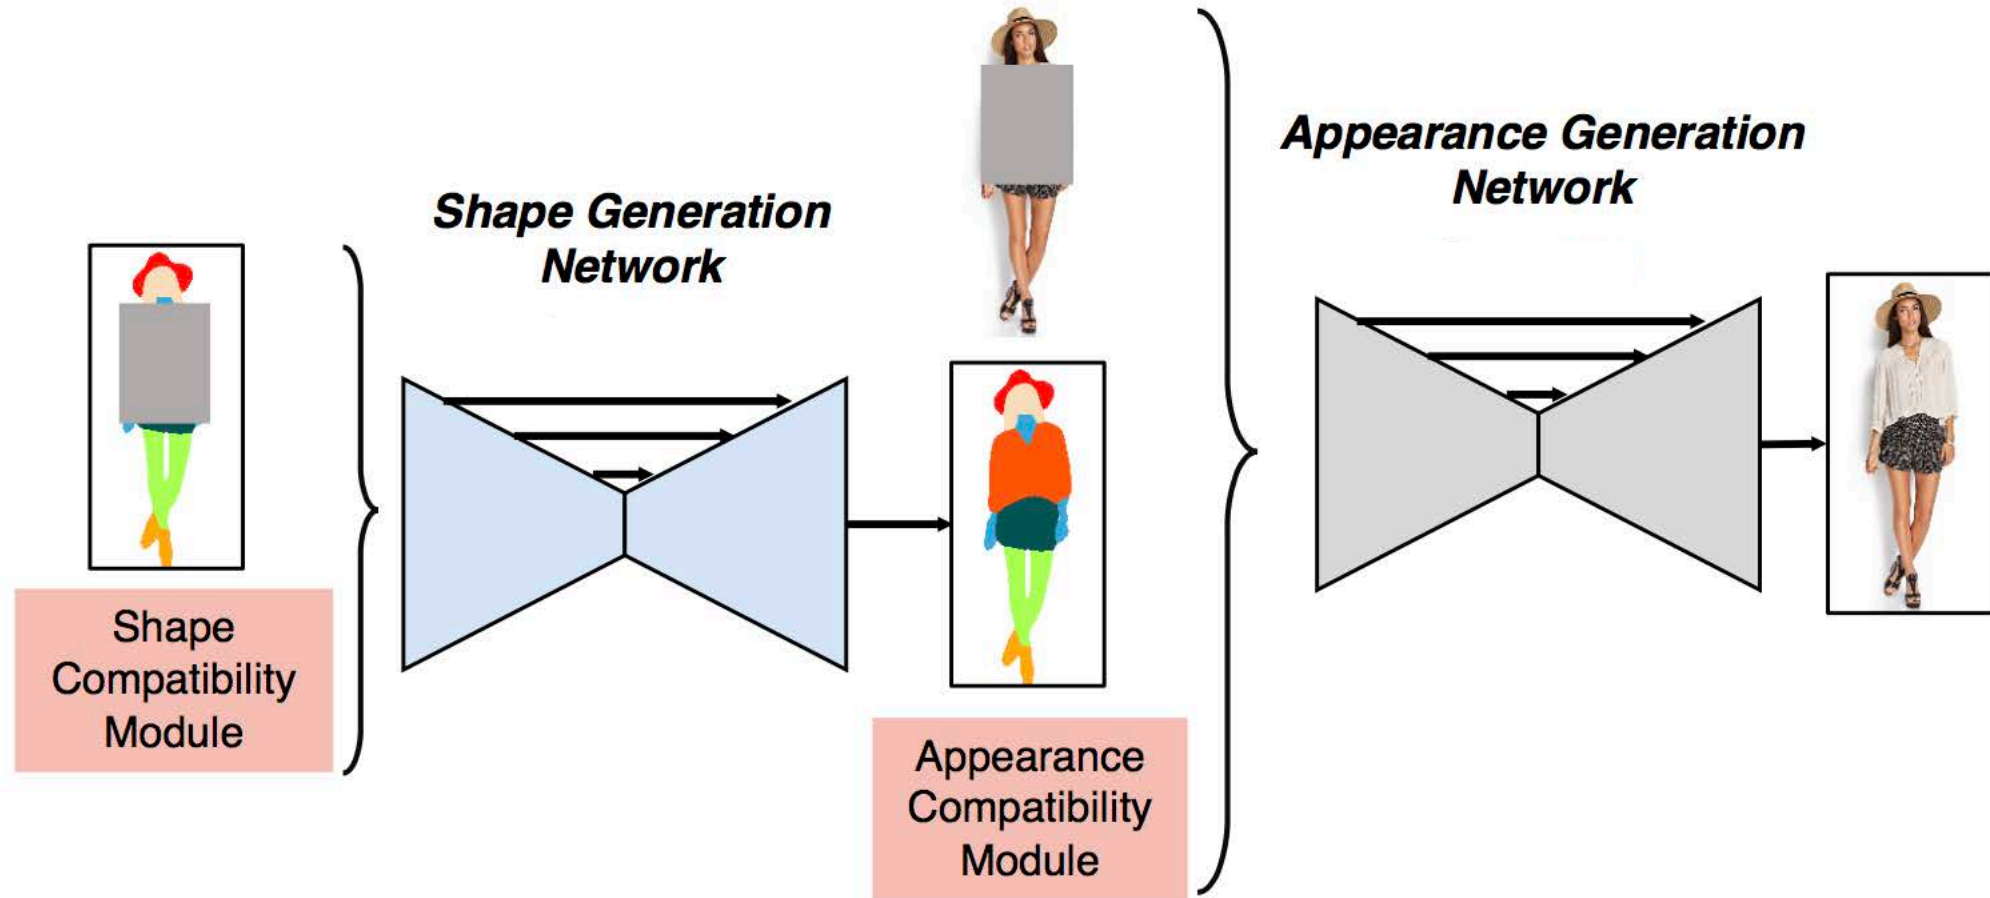 Shape Generation
Network
Appearance Generation
Network
Shape
Compatibility
Module
Appearance
Compatibility
Module